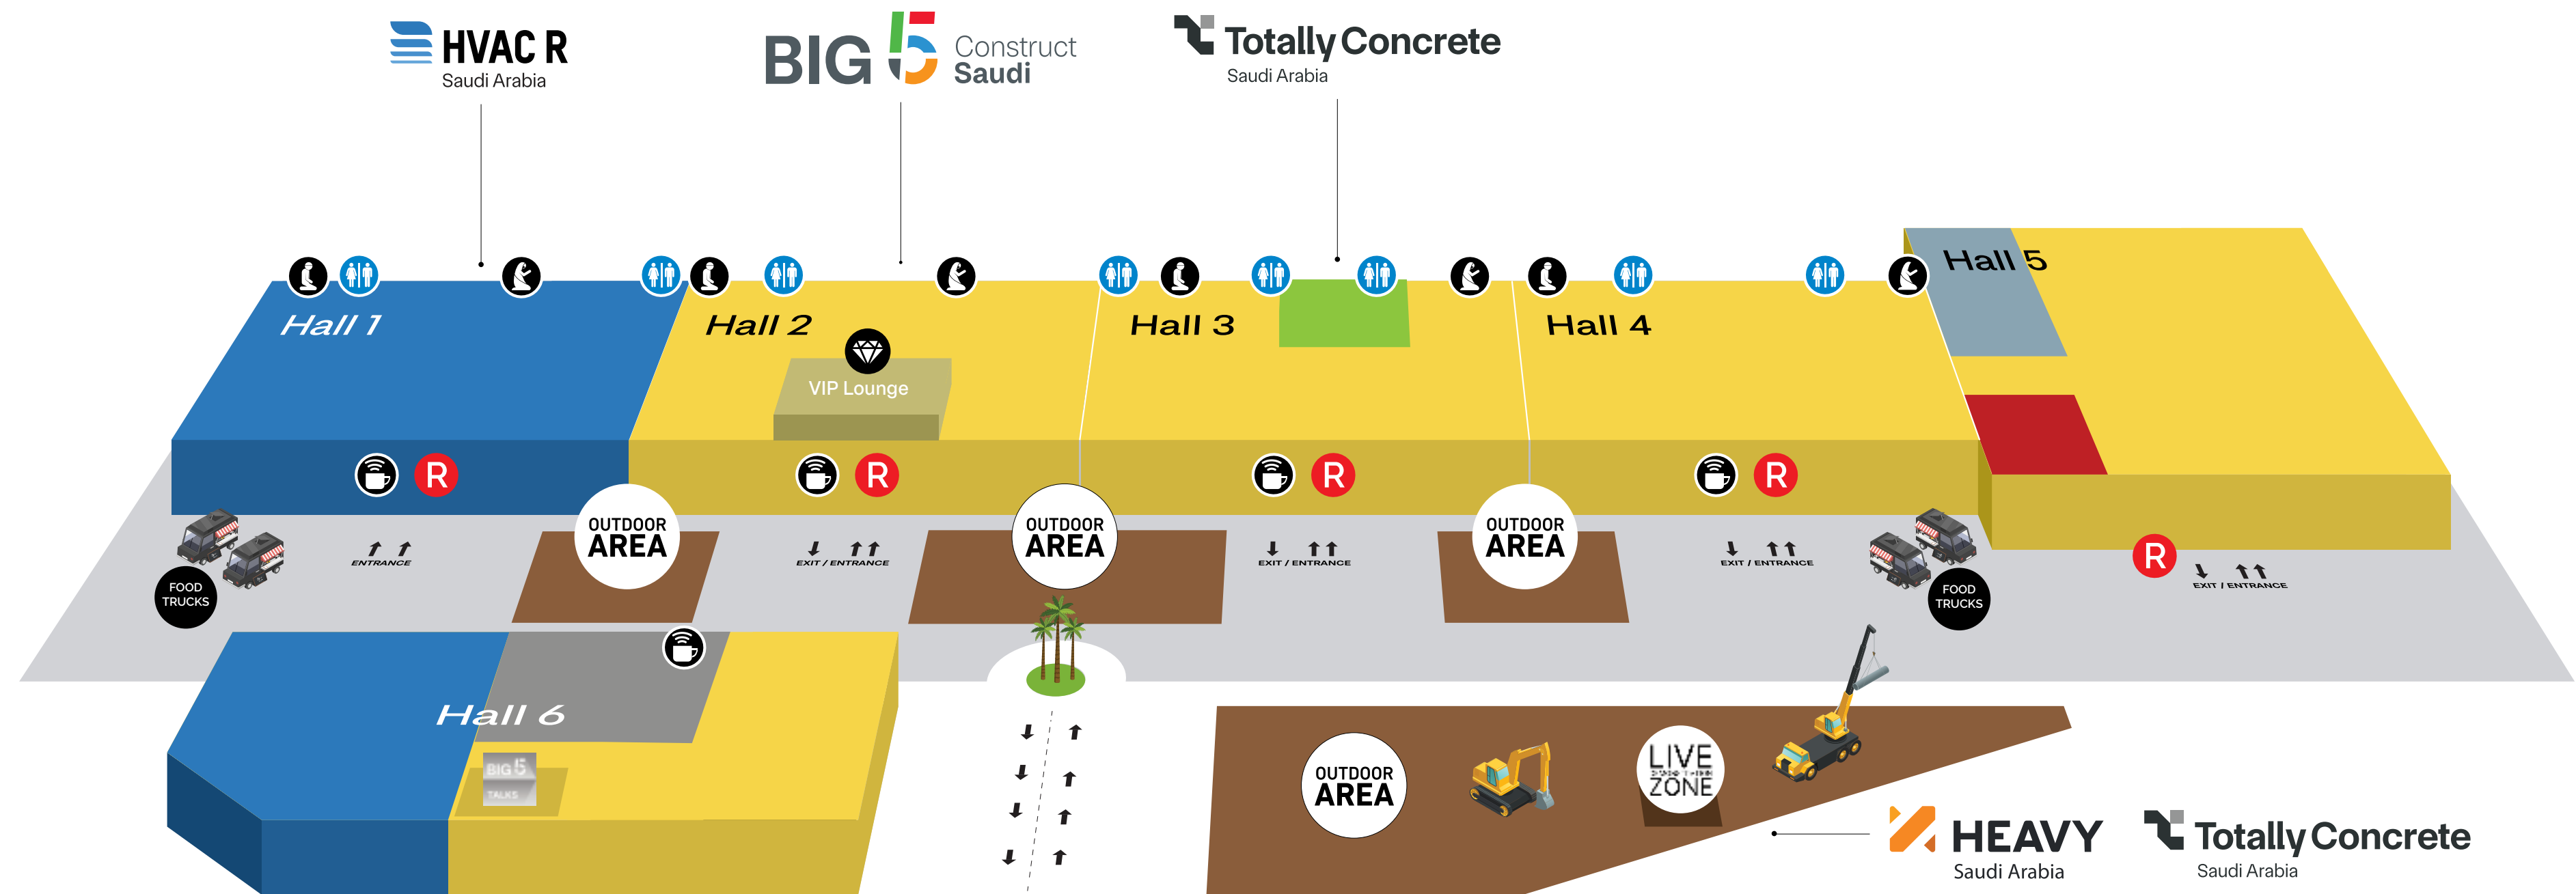 HVAC R
Saudi Arabia
BIG 5 Construct
Saudi
Totally Concrete
Saudi Arabia
Hall 1
Hall 2
VIP Lounge
Hall 3
Hall 4
Hall 5
R
R
R
R
R
OUTDOOR
AREA
OUTDOOR
AREA
OUTDOOR
AREA
ENTRANCE
EXIT / ENTRANCE
EXIT / ENTRANCE
EXIT / ENTRANCE
EXIT / ENTRANCE
FOOD
TRUCKS
FOOD
TRUCKS
Hall 6
BIG 5
TALKS
OUTDOOR
AREA
LIVE
ZONE
HEAVY
Saudi Arabia
Totally Concrete
Saudi Arabia